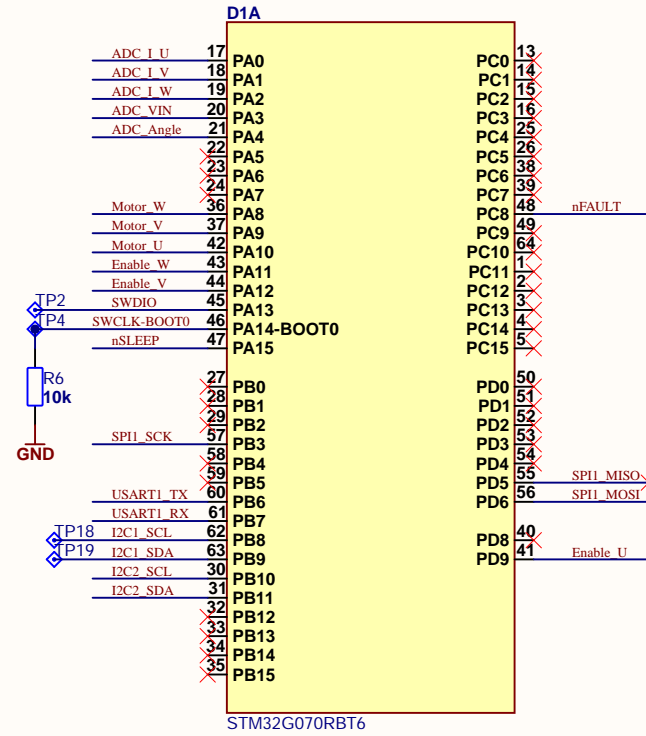 D1A
ADC_I_U 17 PA0 PC0 13
ADC_I_V 18 PA1 PC1 14
ADC_I_W 19 PA2 PC2 15
ADC_VIN 20 PA3 PC3 16
ADC_Angle 21 PA4 PC4 25
22 PA5 PC5 26
23 PA6 PC6 38
24 PA7 PC7 39
Motor_W 36 PA8 PC8 48 nFAULT
Motor_V 37 PA9 PC9 49
Motor_U 42 PA10 PC10 64
Enable_W 43 PA11 PC11 1
Enable_V 44 PA12 PC12 2
TP2 SWDIO 45 PA13 PC13 3
TP4 SWCLK-BOOT0 46 PA14-BOOT0 PC14 4
nSLEEP 47 PA15 PC15 5
R6
10k
GND
27 PB0 PD0 50
28 PB1 PD1 51
29 PB2 PD2 52
SPI1_SCK 57 PB3 PD3 53
58 PB4 PD4 54
59 PB5 PD5 55 SPI1_MISO
USART1_TX 60 PB6 PD6 56 SPI1_MOSI
USART1_RX 61 PB7
TP18 I2C1_SCL 62 PB8 PD8 40
TP19 I2C1_SDA 63 PB9 PD9 41 Enable_U
I2C2_SCL 30 PB10
I2C2_SDA 31 PB11
32 PB12
33 PB13
34 PB14
35 PB15
STM32G070RBT6